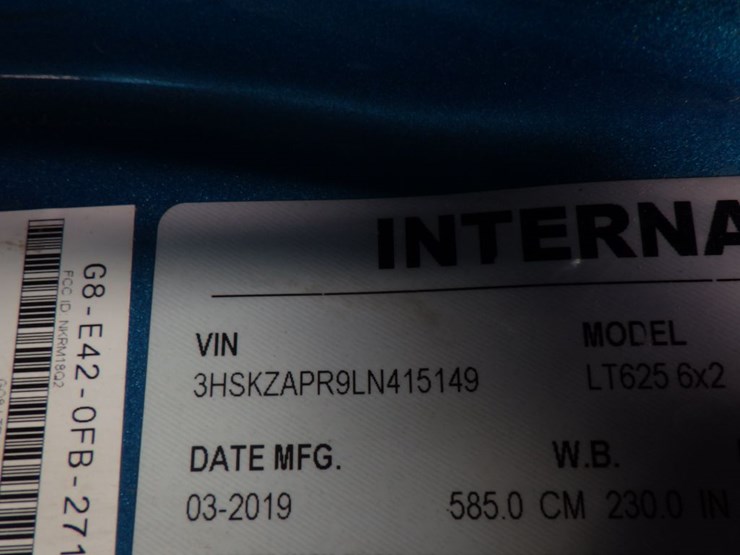 INTERNA
VIN
3HSKZAPR9LN415149
MODEL
LT625 6x2
DATE MFG.
03-2019
W.B.
585.0 CM 230.0 IN
G8-E42-0FB-271
FCC ID: NKRM18Q2